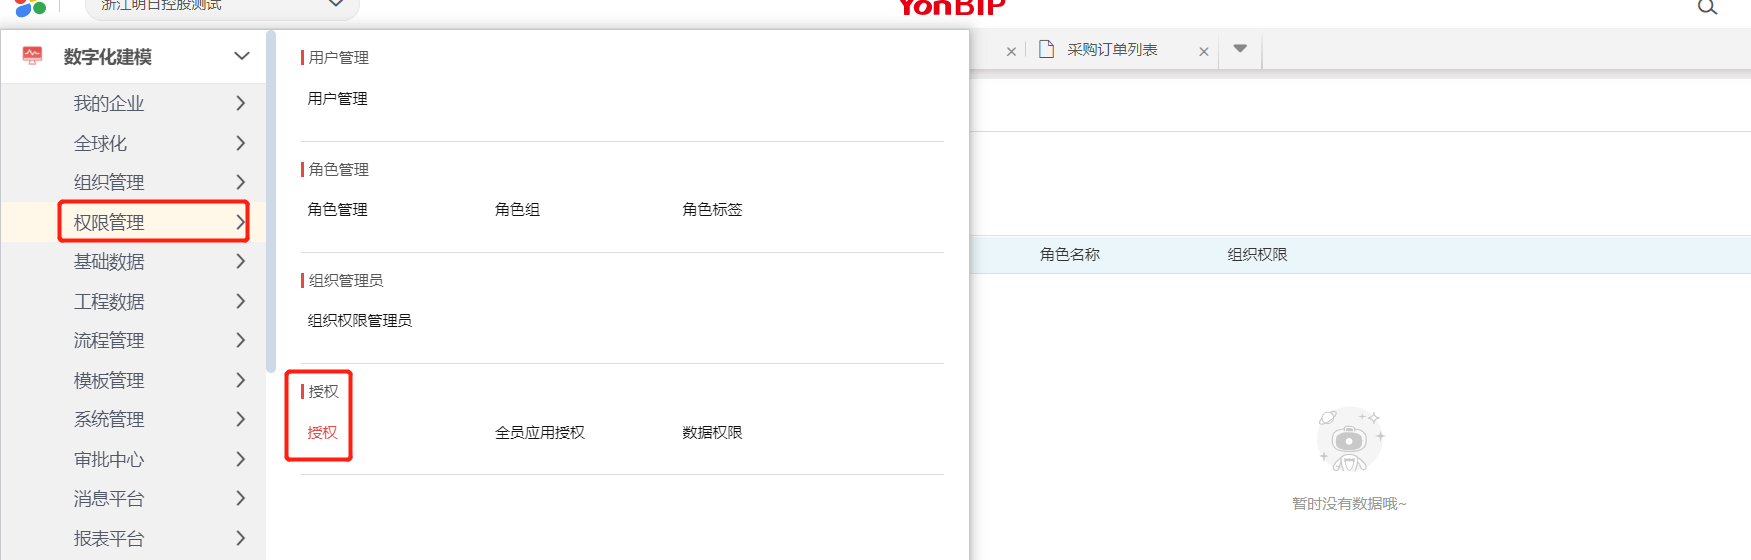 浙江明日控股测试
YonBIP
数字化建模
我的企业
全球化
组织管理
权限管理
基础数据
工程数据
流程管理
模板管理
系统管理
审批中心
消息平台
报表平台
用户管理
用户管理
角色管理
角色管理 角色组 角色标签
组织管理员
组织权限管理员
授权
授权 全员应用授权 数据权限
采购订单列表
角色名称 组织权限
暂时没有数据哦~